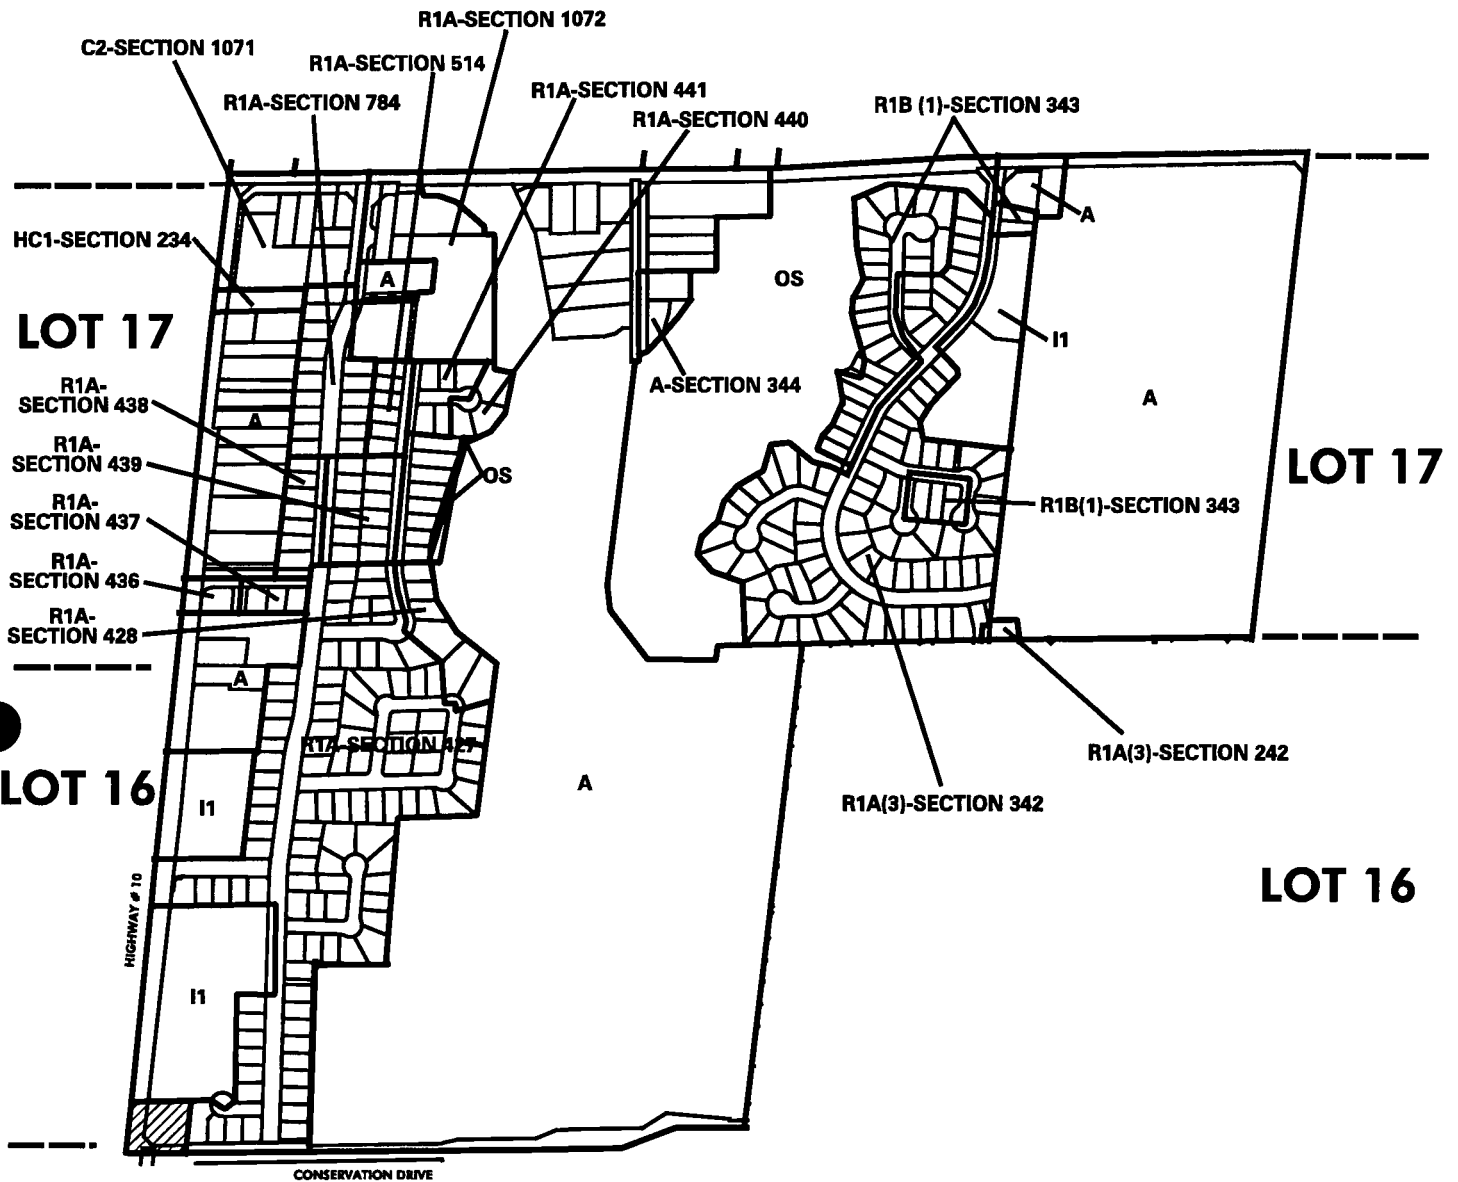 R1A-SECTION 1072
C2-SECTION 1071
R1A-SECTION 514
R1A-SECTION 441
R1A-SECTION 784
R1A-SECTION 440
R1B (1)-SECTION 343
A
HC1-SECTION 234
A
OS
LOT 17
I1
R1A-
SECTION 438
A-SECTION 344
A
A
R1A-
SECTION 439
OS
LOT 17
R1A-
SECTION 437
R1B(1)-SECTION 343
R1A-
SECTION 436
R1A-
SECTION 428
A
R1A-SECTION 427
R1A(3)-SECTION 242
LOT 16
I1
A
R1A(3)-SECTION 342
LOT 16
HIGHWAY # 10
I1
CONSERVATION DRIVE